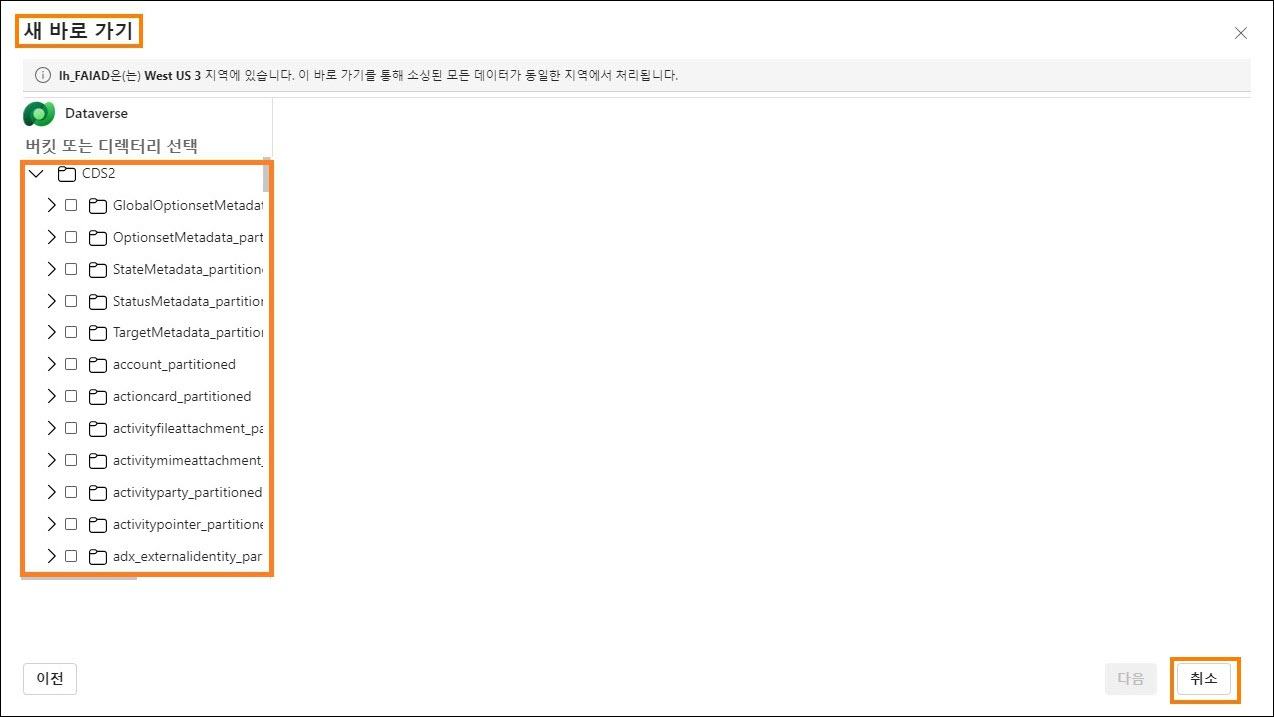 새 바로 가기
lh_FAIAD은(는) West US 3 지역에 있습니다. 이 바로 가기를 통해 소싱된 모든 데이터가 동일한 지역에서 처리됩니다.
Dataverse
버킷 또는 디렉터리 선택
CDS2
GlobalOptionsetMetadat
OptionsetMetadata_part
StateMetadata_partition
StatusMetadata_partition
TargetMetadata_partition
account_partitioned
actioncard_partitioned
activityfileattachment_pa
activitymimeattachment_
activityparty_partitioned
activitypointer_partitione
adx_externalidentity_par
이전
다음
취소